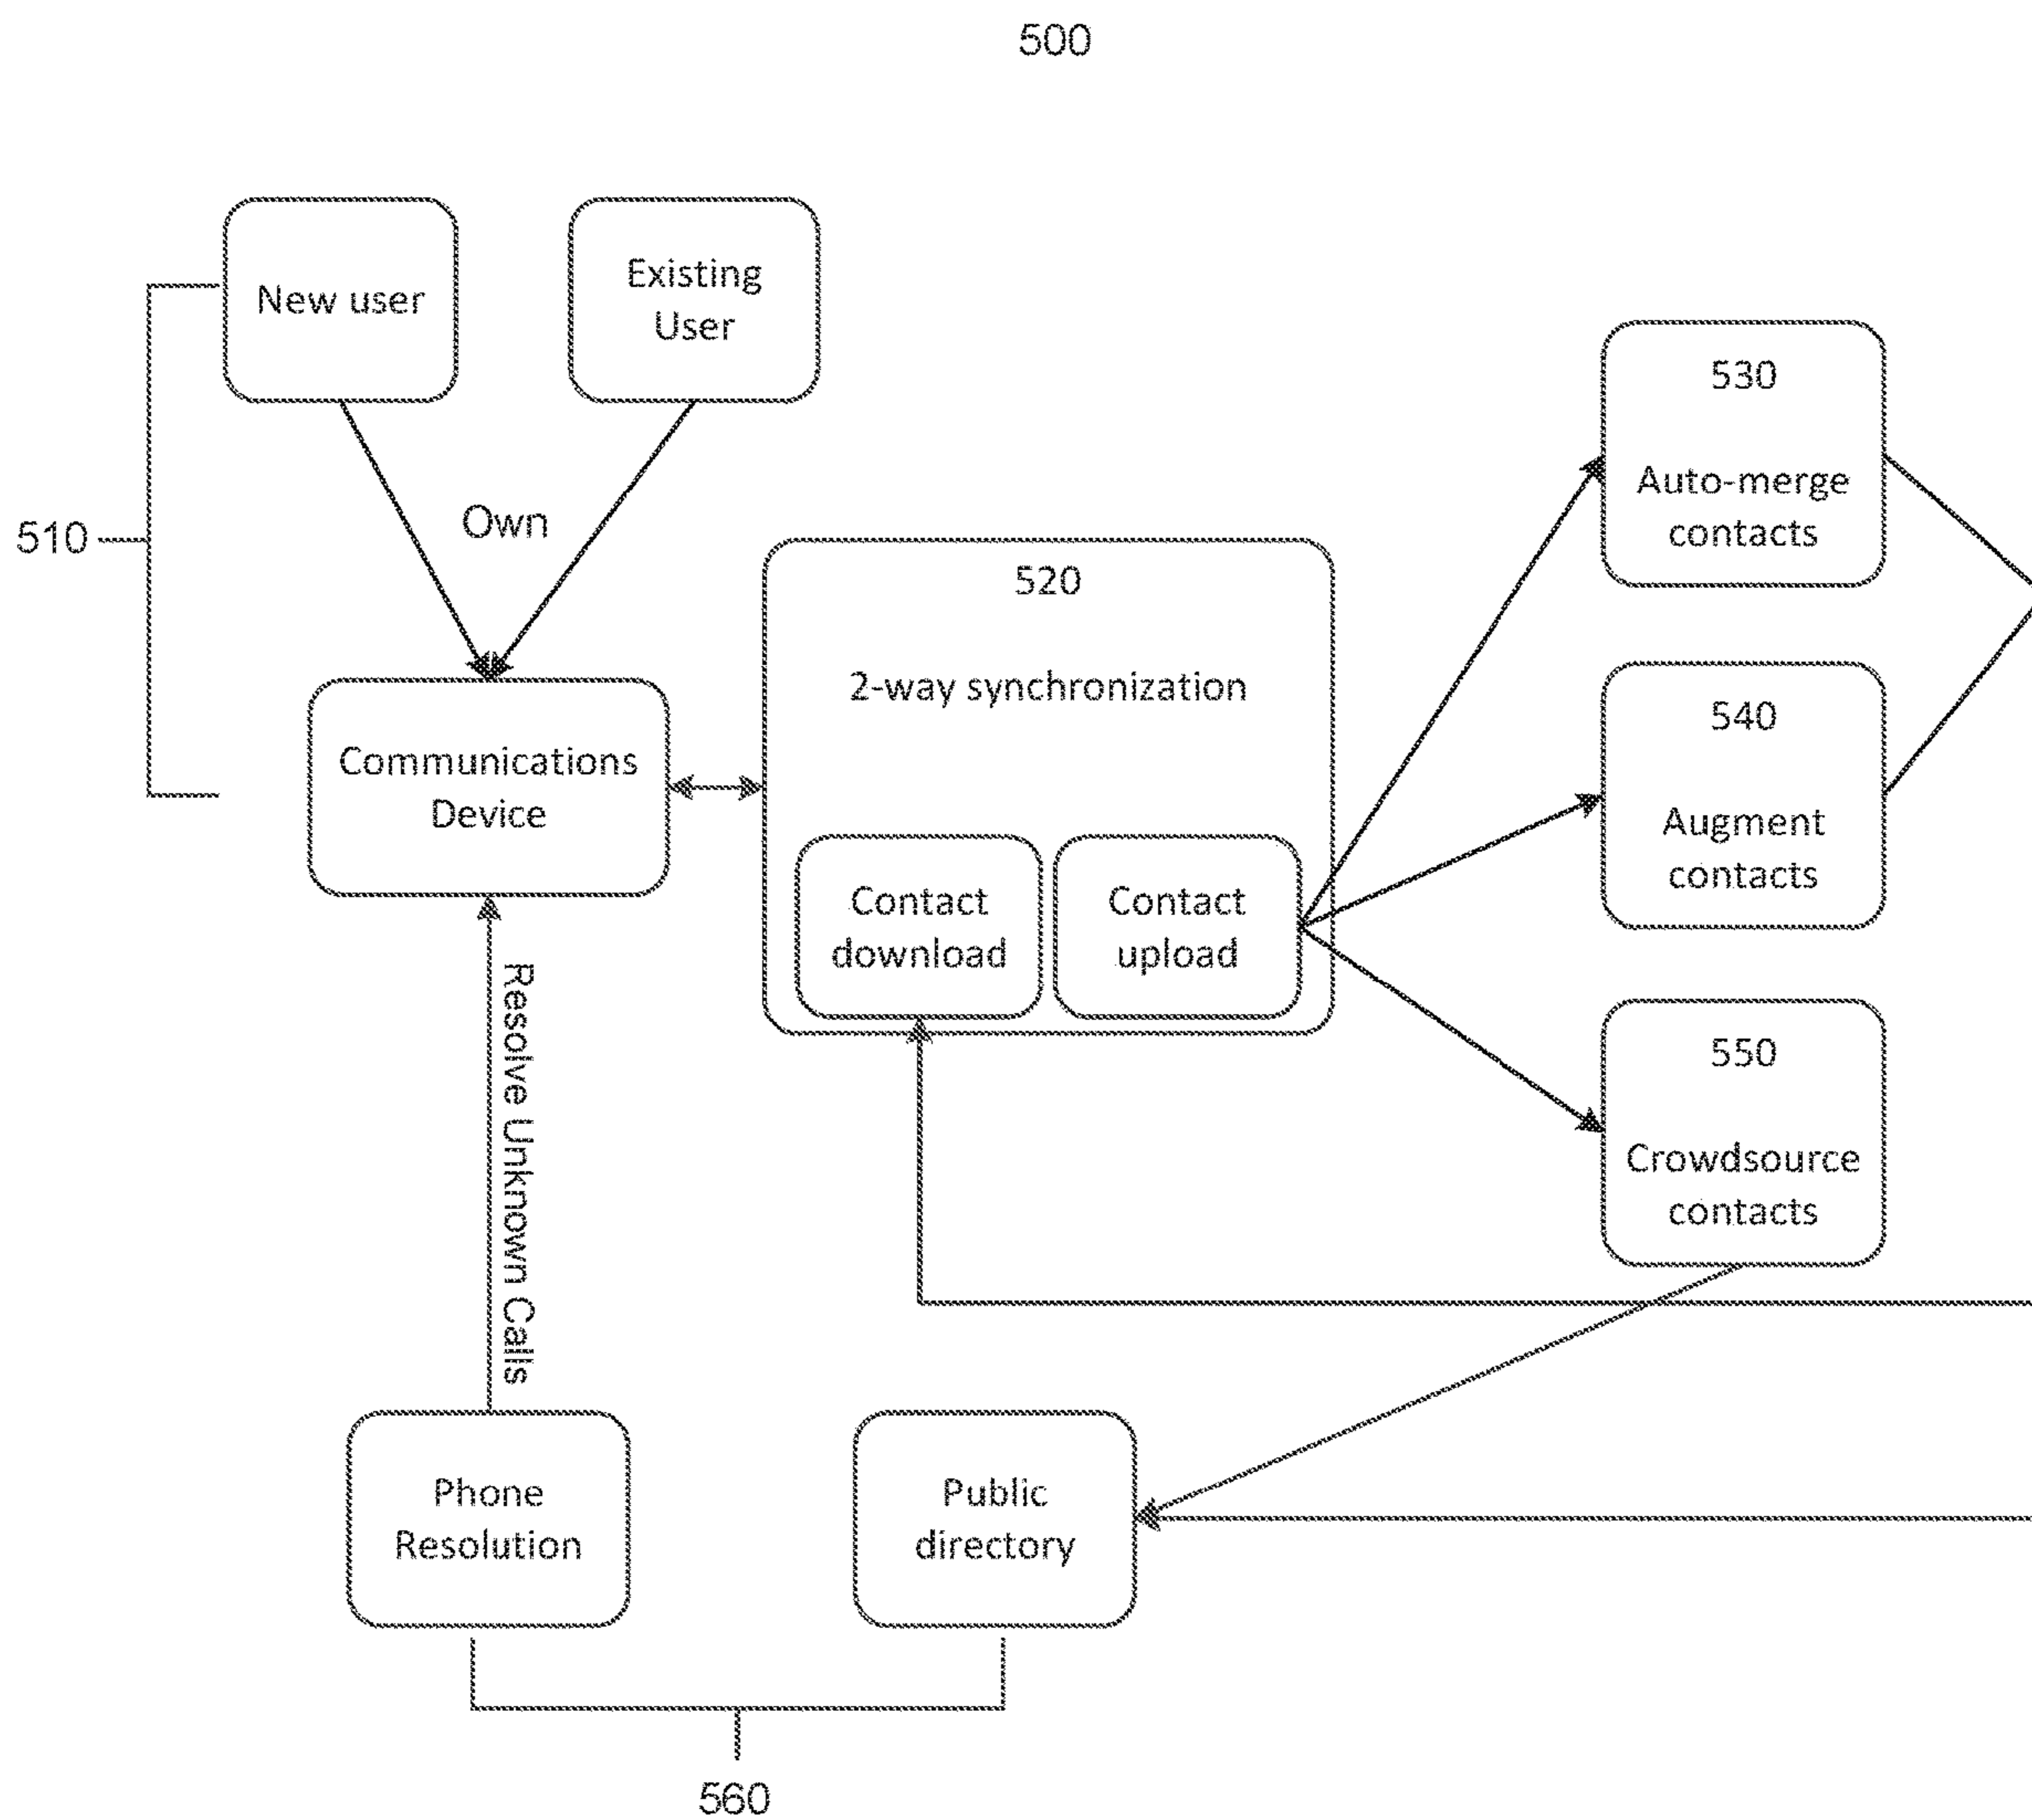 500
New user
Existing
User
510
Own
Communications
Device
520
2-way synchronization
Contact
download
Contact
upload
530
Auto-merge
contacts
540
Augment
contacts
550
Crowdsource
contacts
Resolve Unknown Calls
Phone
Resolution
Public
directory
560